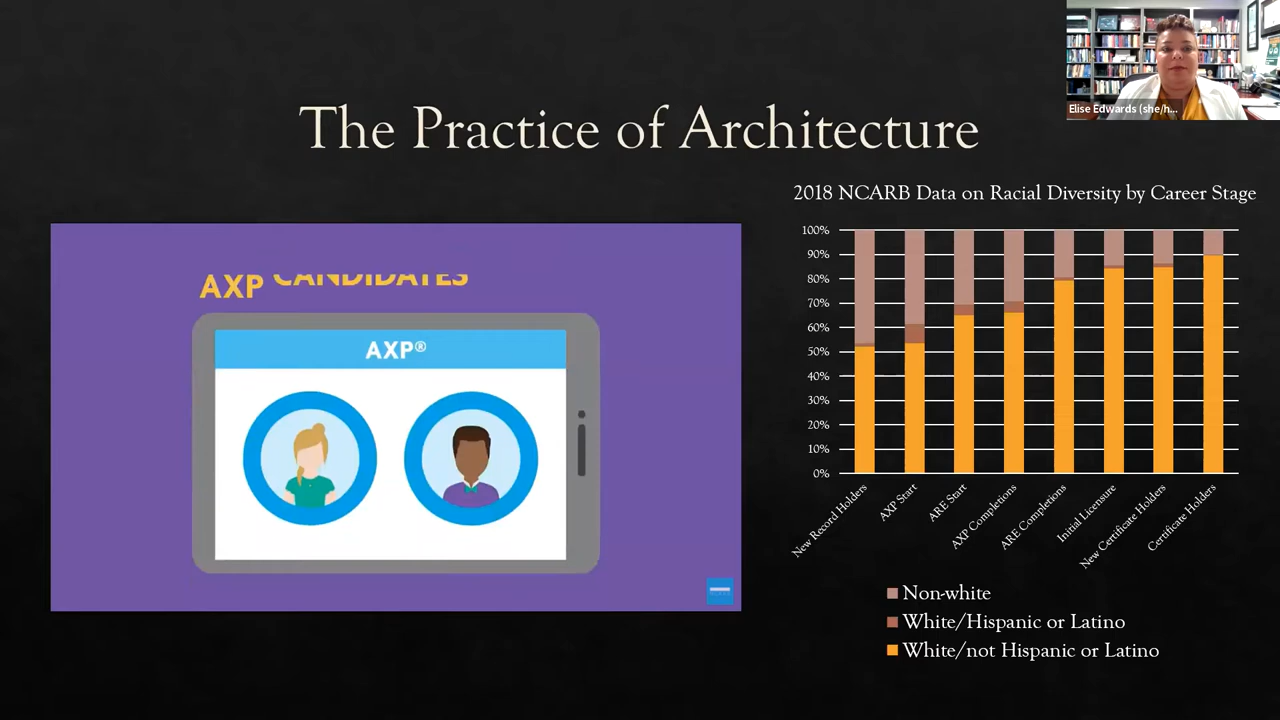 Elise Edwards (she/h...
The Practice of Architecture
AXP CANDIDATES
AXP®
2018 NCARB Data on Racial Diversity by Career Stage
100%
90%
80%
70%
60%
50%
40%
30%
20%
10%
0%
New Record Holders
AXP Start
ARE Start
AXP Completions
ARE Completions
Initial Licensure
New Certificate Holders
Certificate Holders
Non-white
White/Hispanic or Latino
White/not Hispanic or Latino